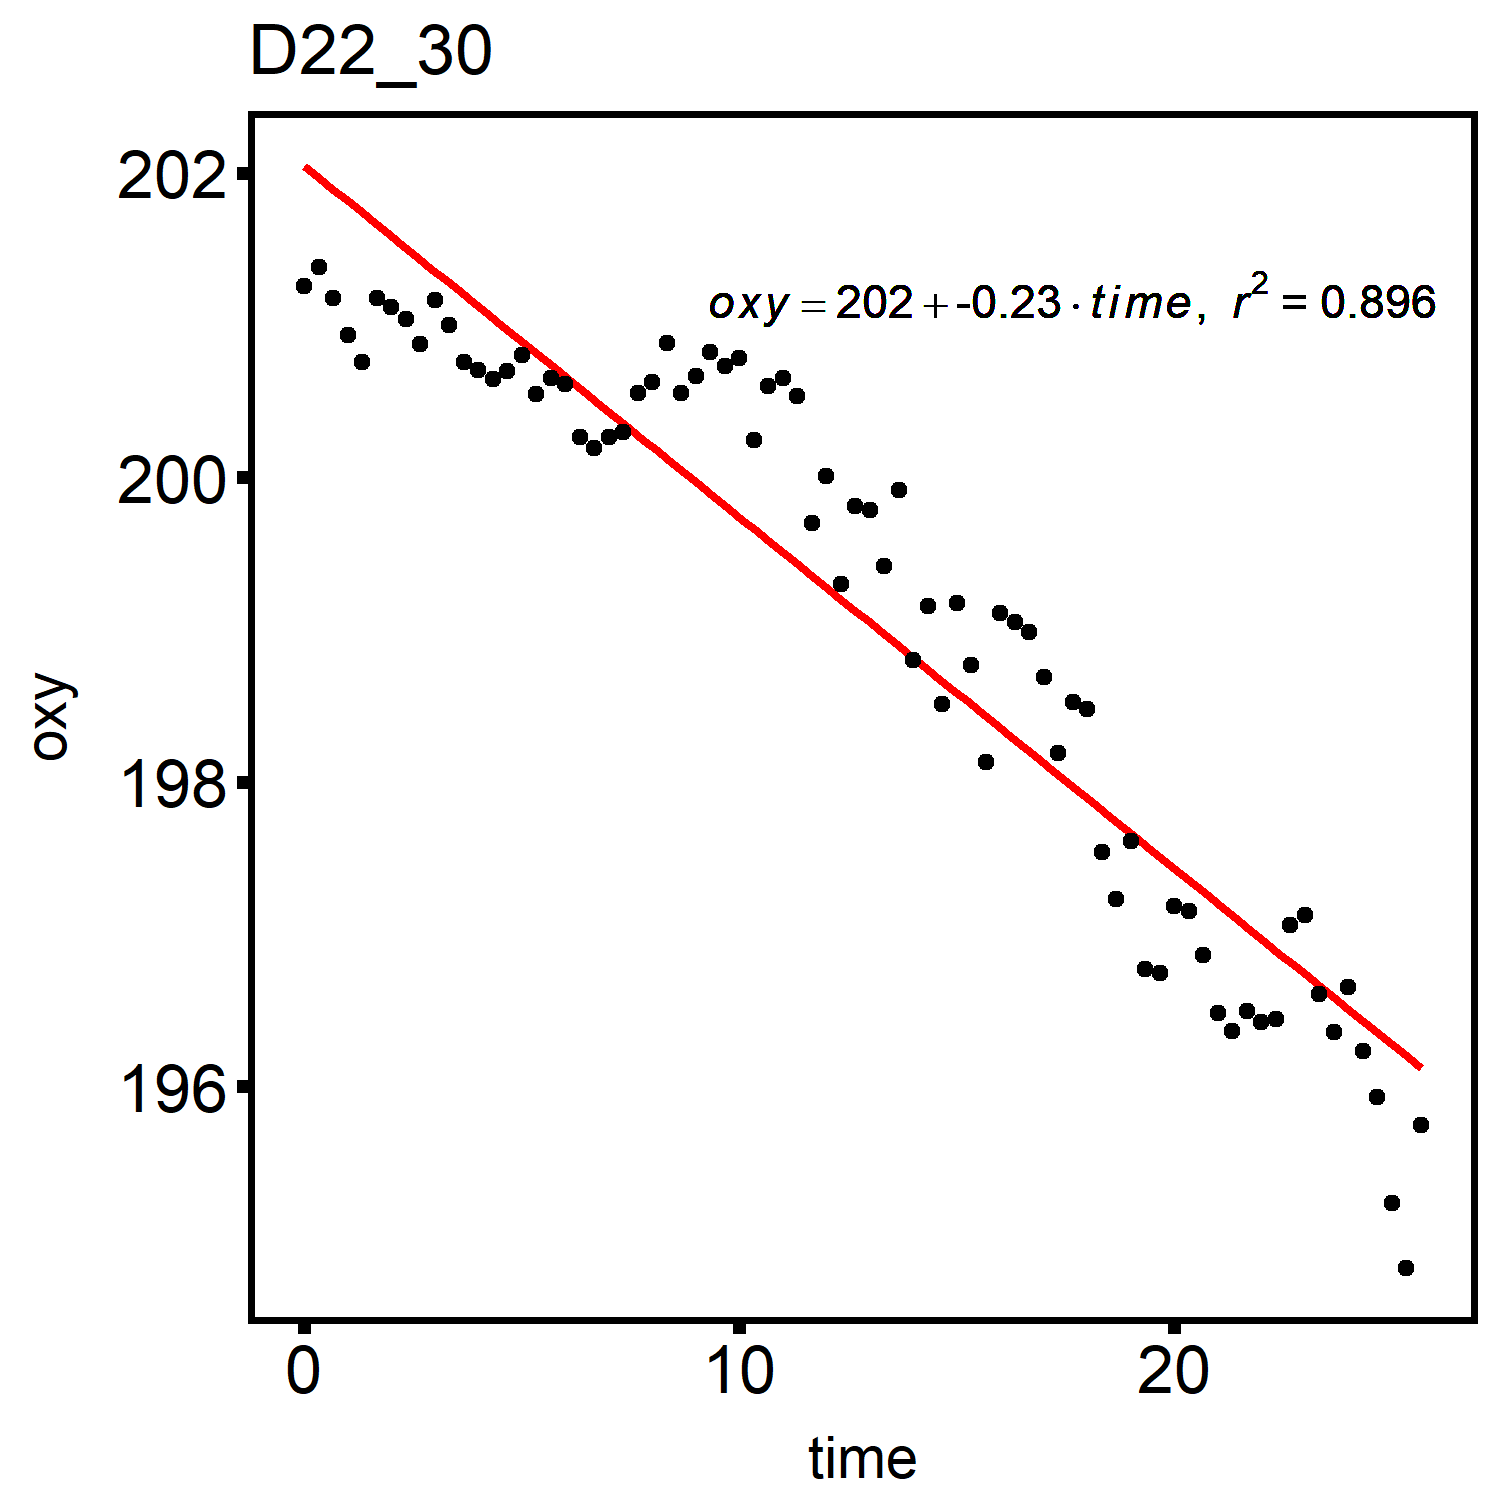 D22_30
202
oxy = 202 + -0.23 · time, r² = 0.896
200
198
196
oxy
0 10 20
time